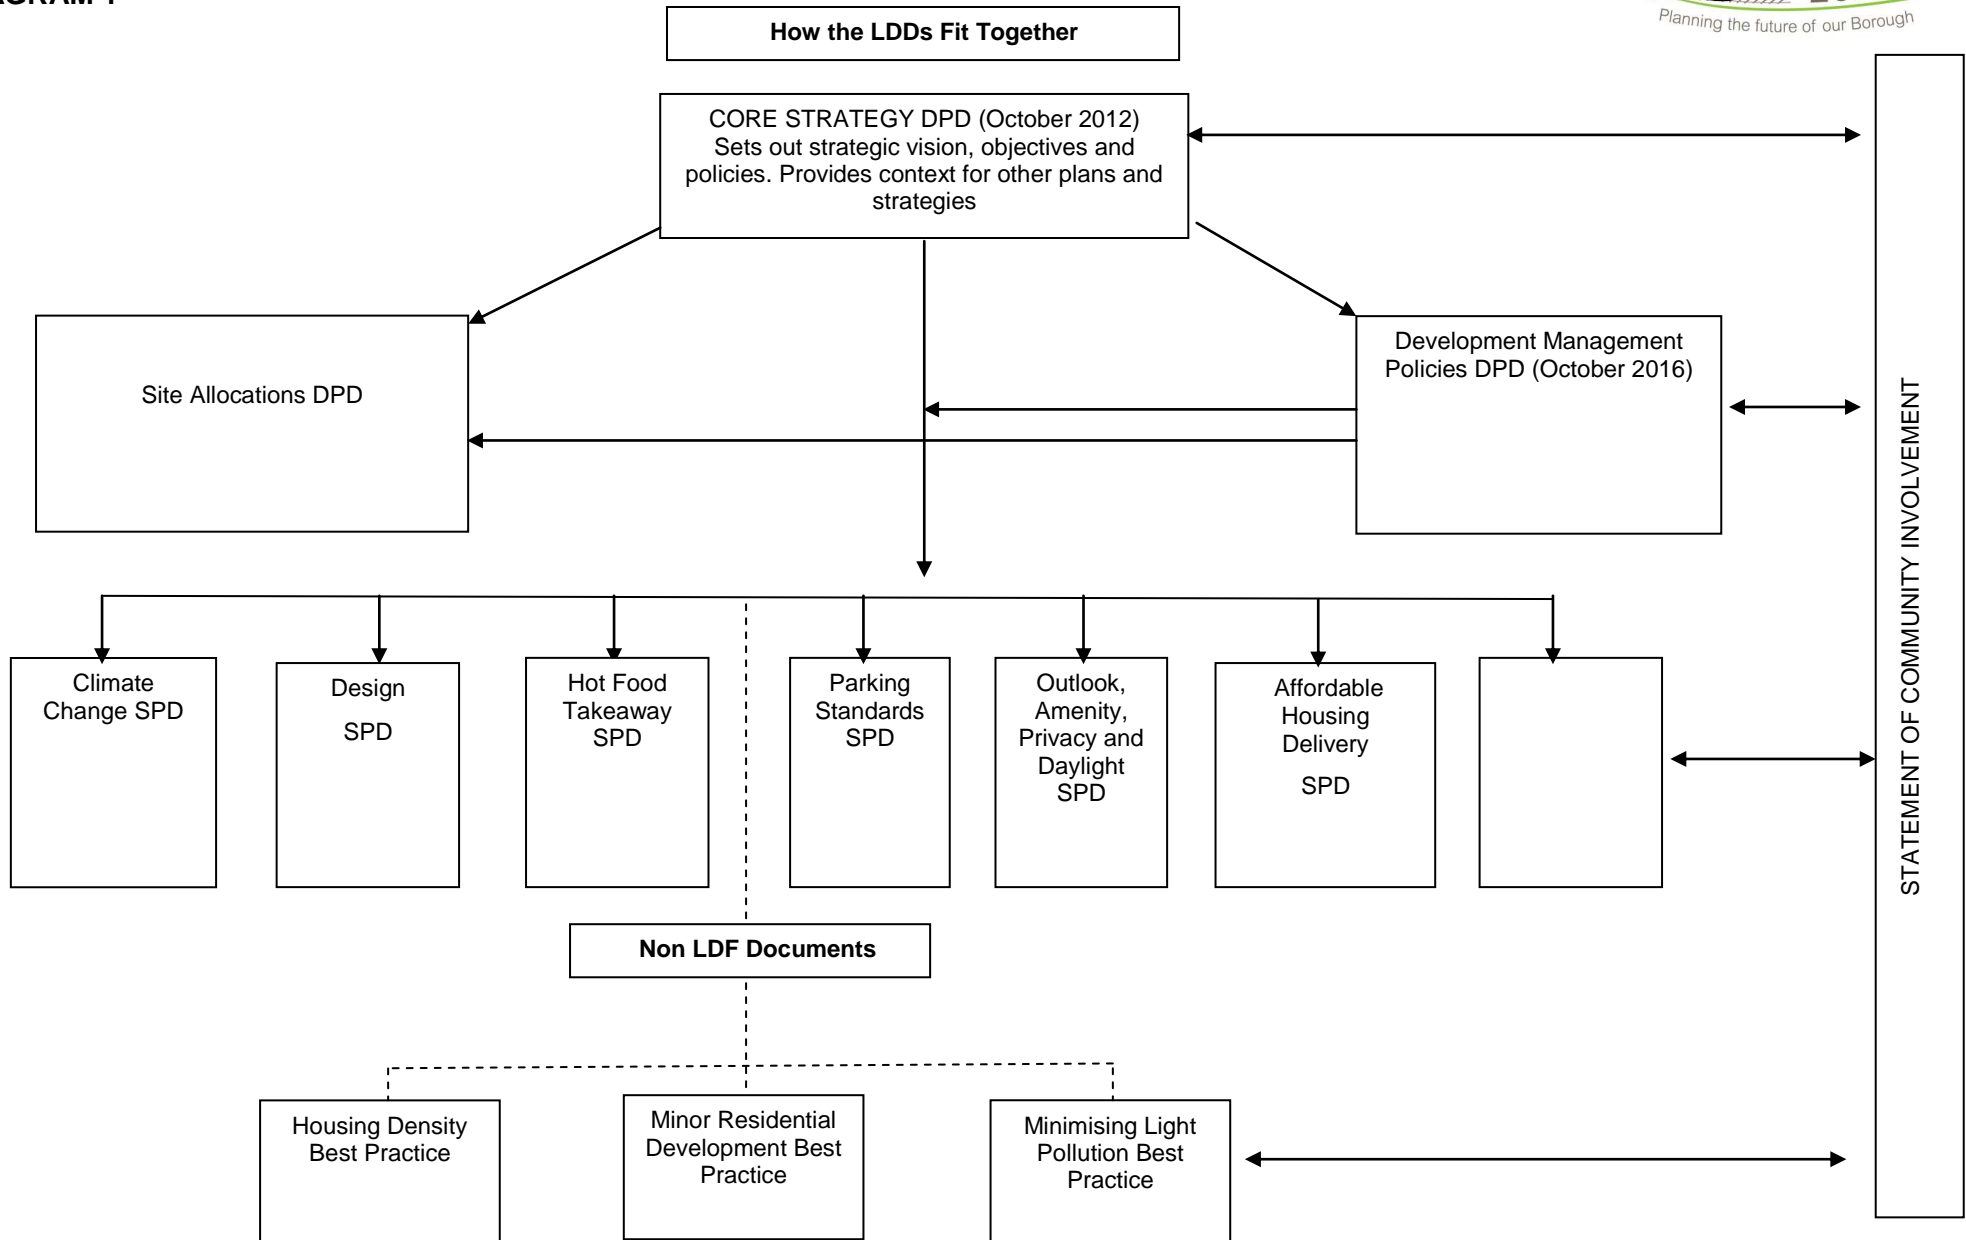 How the LDDs Fit Together
Planning the future of our Borough
CORE STRATEGY DPD (October 2012)
Sets out strategic vision, objectives and
policies. Provides context for other plans and
strategies
Site Allocations DPD
Development Management
Policies DPD (October 2016)
STATEMENT OF COMMUNITY INVOLVEMENT
Climate
Change SPD
Design
SPD
Hot Food
Takeaway
SPD
Parking
Standards
SPD
Outlook,
Amenity,
Privacy and
Daylight
SPD
Affordable
Housing
Delivery
SPD
Non LDF Documents
Housing Density
Best Practice
Minor Residential
Development Best
Practice
Minimising Light
Pollution Best
Practice